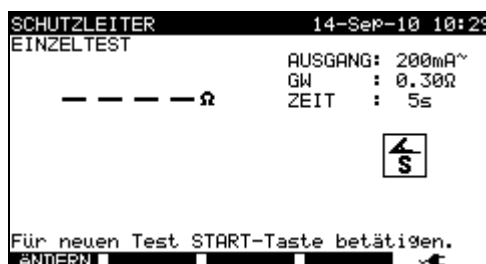 SCHUTZLEITER 14-Sep-10 10:29
EINZELTEST
AUSGANG: 200mA~
GW : 0.30Ω
– – – – Ω ZEIT : 5s
S
Für neuen Test START-Taste betätigen.
ÄNDERN